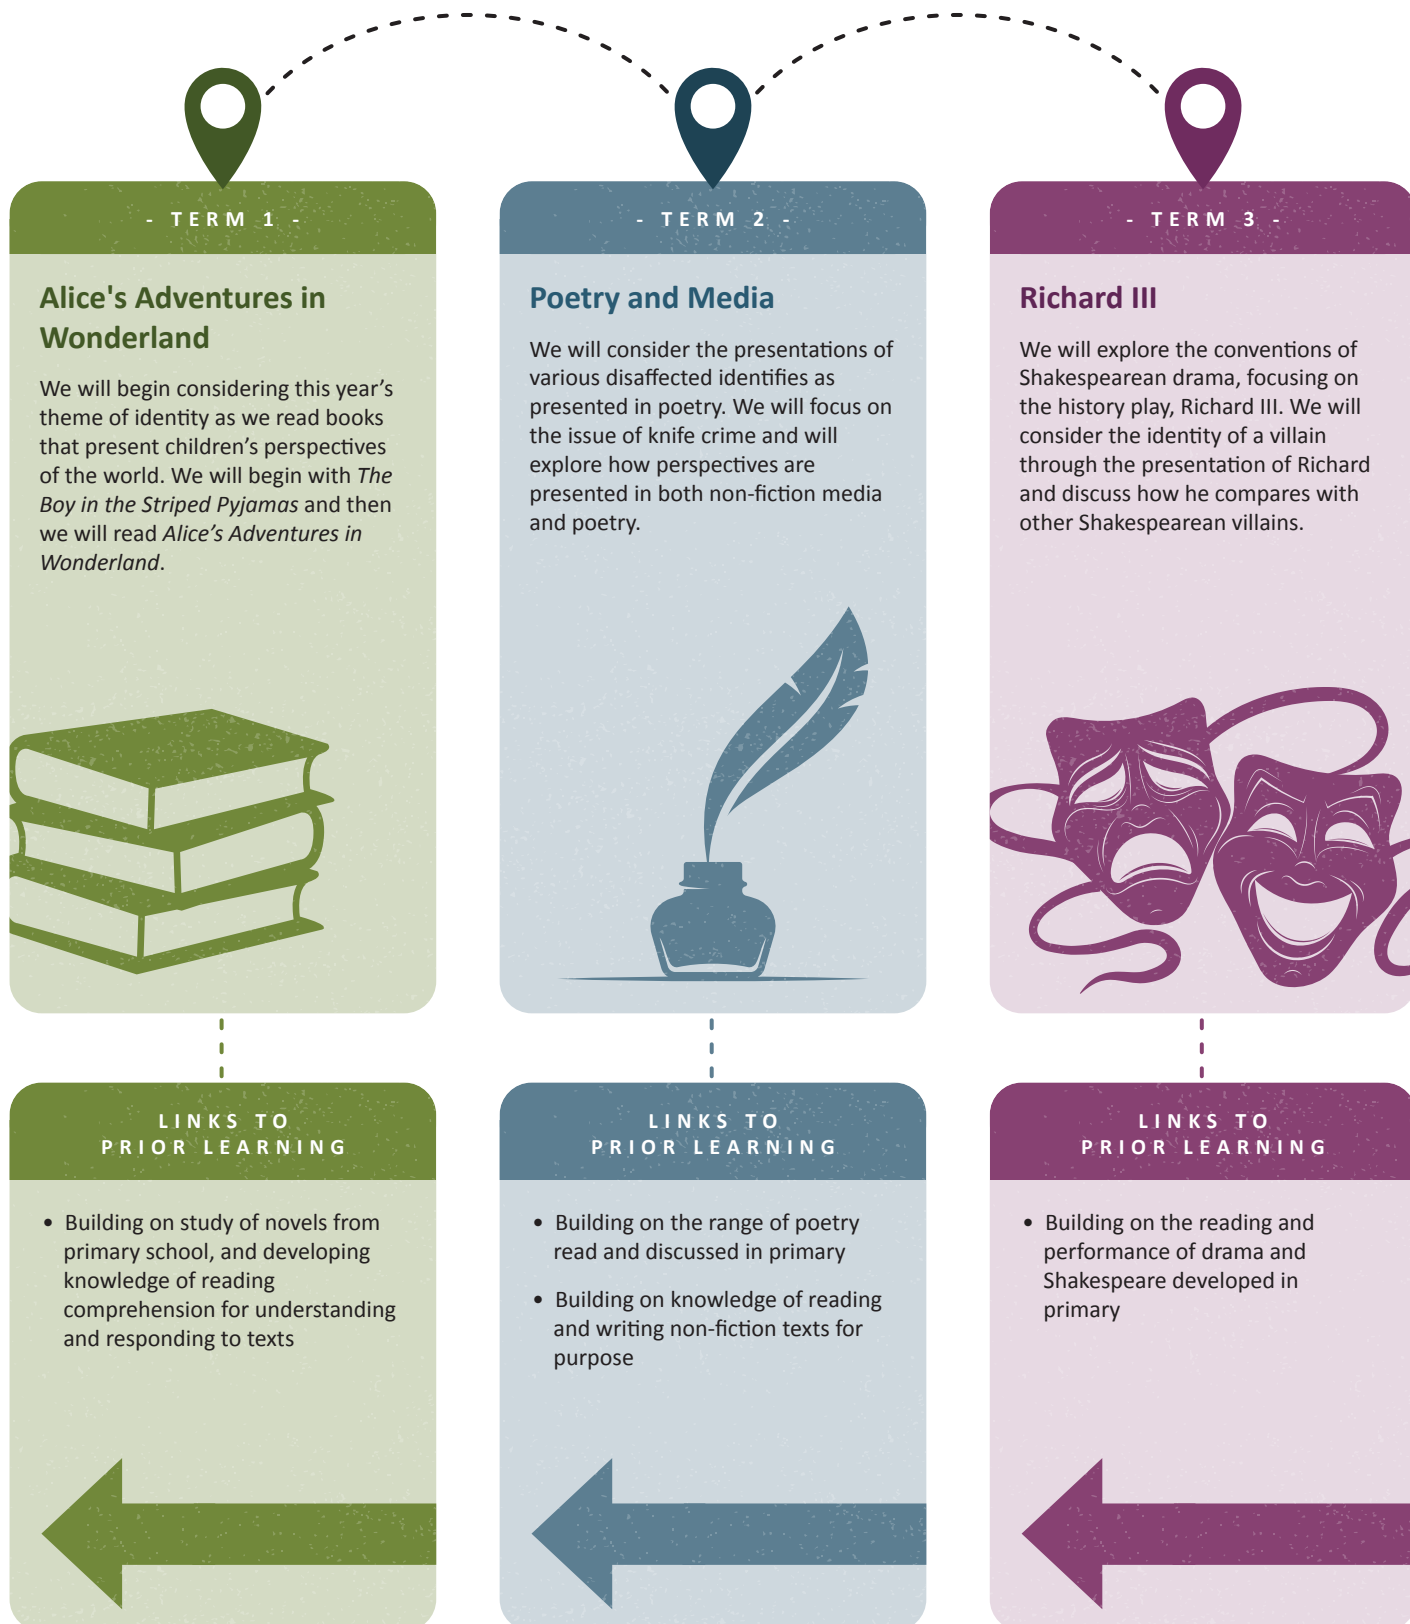 - TERM 1 -
Alice's Adventures in
Wonderland
We will begin considering this year’s
theme of identity as we read books
that present children’s perspectives
of the world. We will begin with The
Boy in the Striped Pyjamas and then
we will read Alice’s Adventures in
Wonderland.
LINKS TO
PRIOR LEARNING
• Building on study of novels from
primary school, and developing
knowledge of reading
comprehension for understanding
and responding to texts
- TERM 2 -
Poetry and Media
We will consider the presentations of
various disaffected identifies as
presented in poetry. We will focus on
the issue of knife crime and will
explore how perspectives are
presented in both non-fiction media
and poetry.
LINKS TO
PRIOR LEARNING
• Building on the range of poetry
read and discussed in primary
• Building on knowledge of reading
and writing non-fiction texts for
purpose
- TERM 3 -
Richard III
We will explore the conventions of
Shakespearean drama, focusing on
the history play, Richard III. We will
consider the identity of a villain
through the presentation of Richard
and discuss how he compares with
other Shakespearean villains.
LINKS TO
PRIOR LEARNING
• Building on the reading and
performance of drama and
Shakespeare developed in
primary